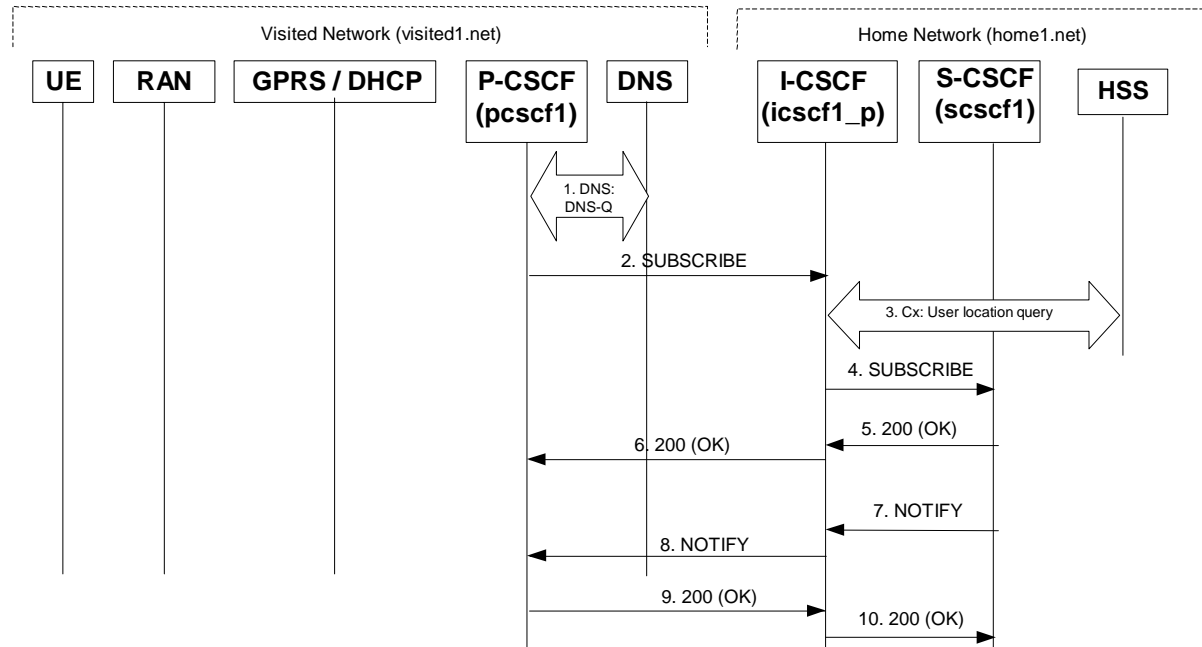 Visited Network (visited1.net)
Home Network (home1.net)
UE
RAN
GPRS / DHCP
P-CSCF
(pcscf1)
DNS
I-CSCF
(icscf1_p)
S-CSCF
(scscf1)
HSS
1. DNS:
DNS-Q
2. SUBSCRIBE
3. Cx: User location query
4. SUBSCRIBE
5. 200 (OK)
6. 200 (OK)
7. NOTIFY
8. NOTIFY
9. 200 (OK)
10. 200 (OK)